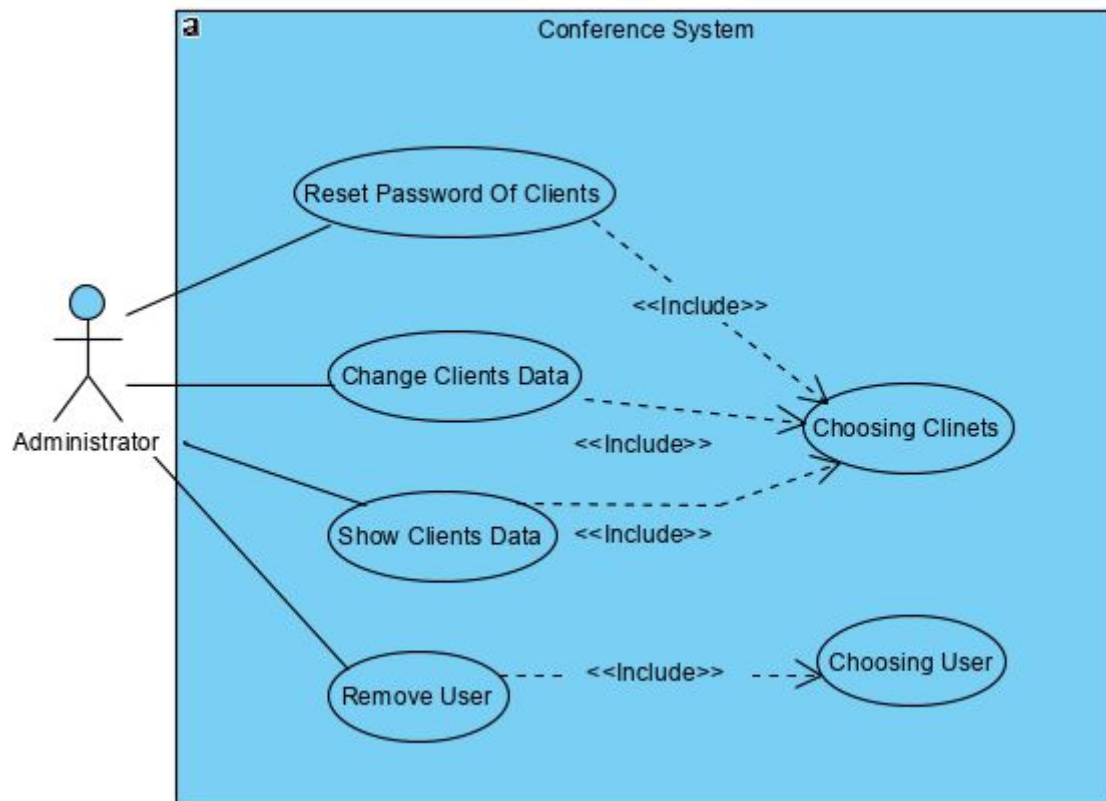 a
Conference System
Reset Password Of Clients
<<Include>>
Change Clients Data
Choosing Clinets
<<Include>>
Administrator
Show Clients Data
<<Include>>
Choosing User
<<Include>>
Remove User